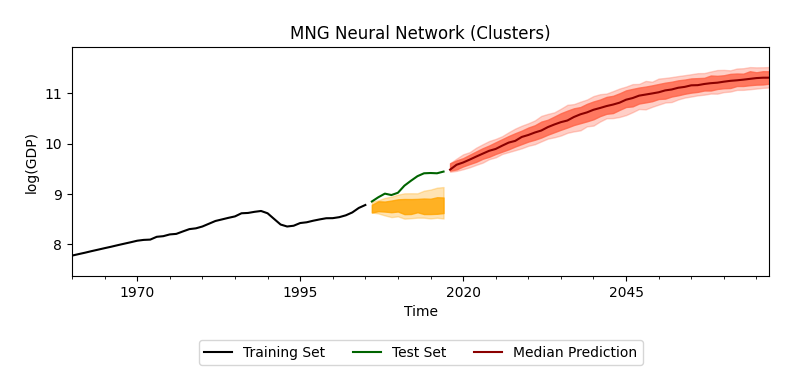 MNG Neural Network (Clusters)
log(GDP)
11
10
9
8
1970
1995
2020
2045
Time
Training Set
Test Set
Median Prediction